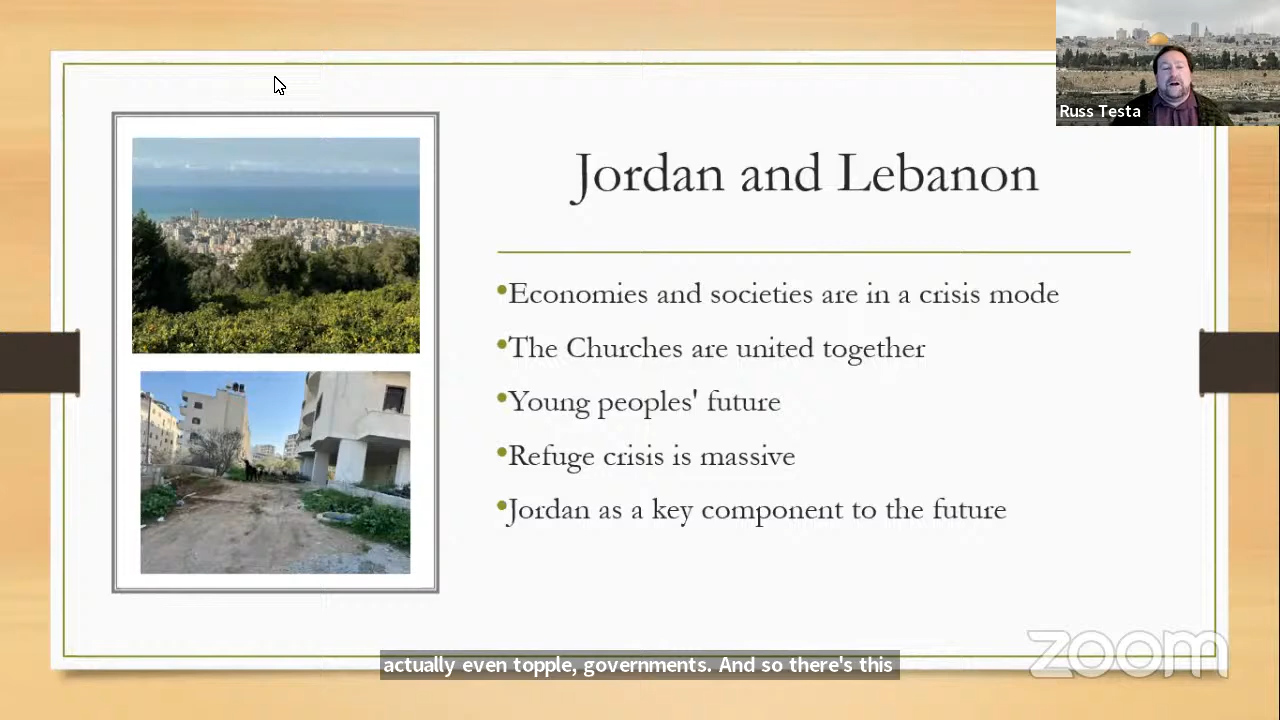 Russ Testa
Jordan and Lebanon
•Economies and societies are in a crisis mode
•The Churches are united together
•Young peoples' future
•Refuge crisis is massive
•Jordan as a key component to the future
zoom
actually even topple, governments. And so there's this